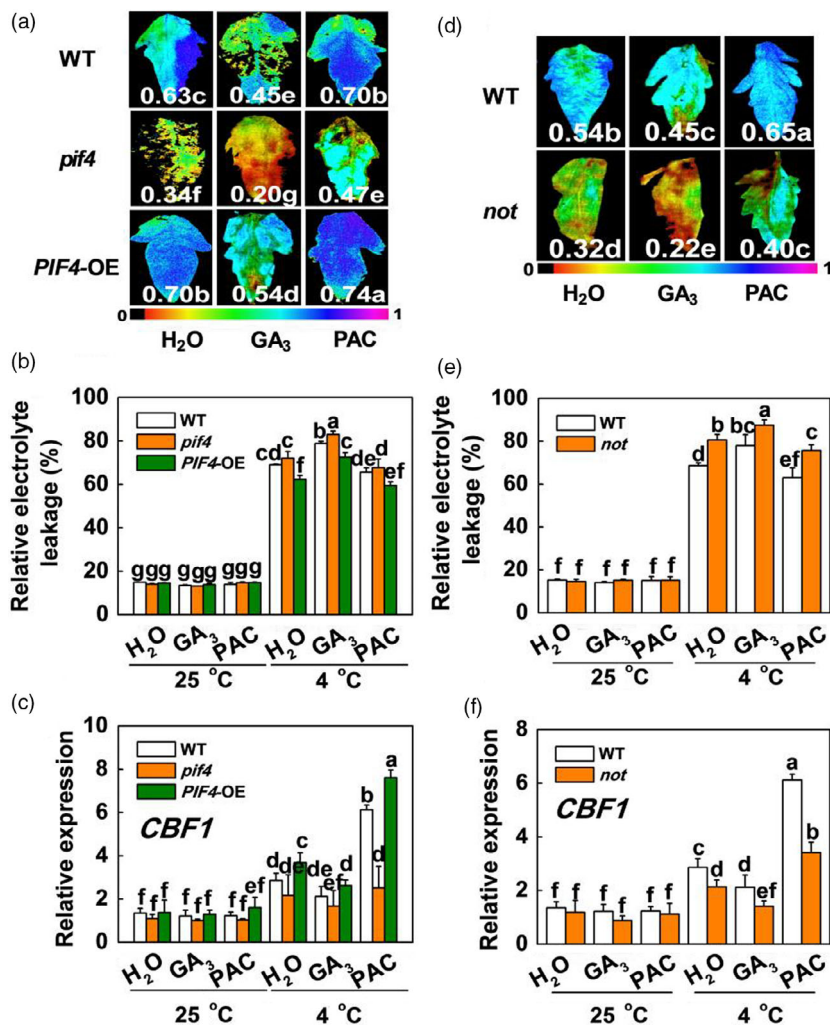 (a)
WT
0.63c 0.45e 0.70b
pif4
0.34f 0.20g 0.47e
PIF4-OE
0.70b 0.54d 0.74a
0 1
H2O GA3 PAC
(d)
WT
0.54b 0.45c 0.65a
not
0.32d 0.22e 0.40c
0 1
H2O GA3 PAC
(b)
Relative electrolyte
leakage (%)
100
80
60
40
20
0
WT
pif4
PIF4-OE
g g g g g g g g g cd c f b a c de d ef
H2O GA3 PAC H2O GA3 PAC
25 °C 4 °C
(e)
Relative electrolyte
leakage (%)
100
80
60
40
20
0
WT
not
f f f f f f d b bc a ef c
H2O GA3 PAC H2O GA3 PAC
25 °C 4 °C
(c)
Relative expression
10
8
6
4
2
0
WT
pif4
PIF4-OE
CBF1
f f f f f f f f ef d de c de ef d b d a
H2O GA3 PAC H2O GA3 PAC
25 °C 4 °C
(f)
Relative expression
8
6
4
2
0
WT
not
CBF1
f f f f f f c d d ef a b
H2O GA3 PAC H2O GA3 PAC
25 °C 4 °C